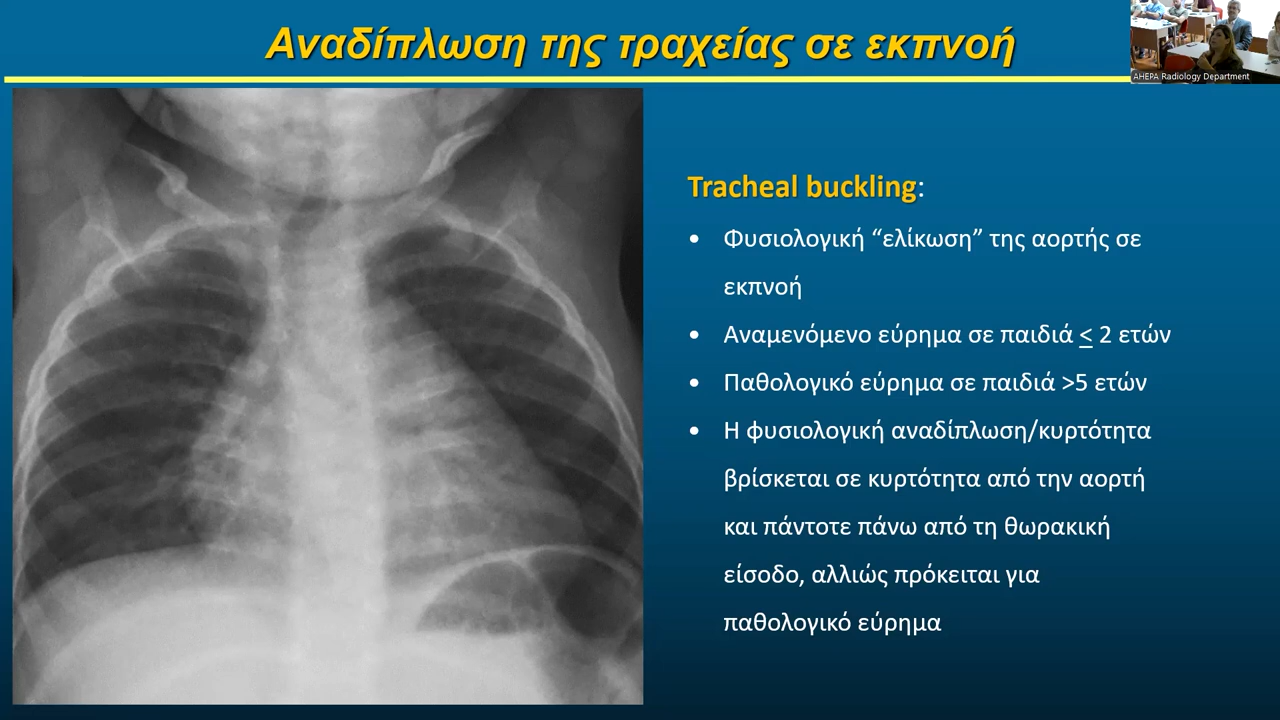 Αναδίπλωση της τραχείας σε εκπνοή
AHEPA Radiology Department
Tracheal buckling:
• Φυσιολογική “ελίκωση” της αορτής σε
εκπνοή
• Αναμενόμενο εύρημα σε παιδιά < 2 ετών
• Παθολογικό εύρημα σε παιδιά >5 ετών
• Η φυσιολογική αναδίπλωση/κυρτότητα
βρίσκεται σε κυρτότητα από την αορτή
και πάντοτε πάνω από τη θωρακική
είσοδο, αλλιώς πρόκειται για
παθολογικό εύρημα